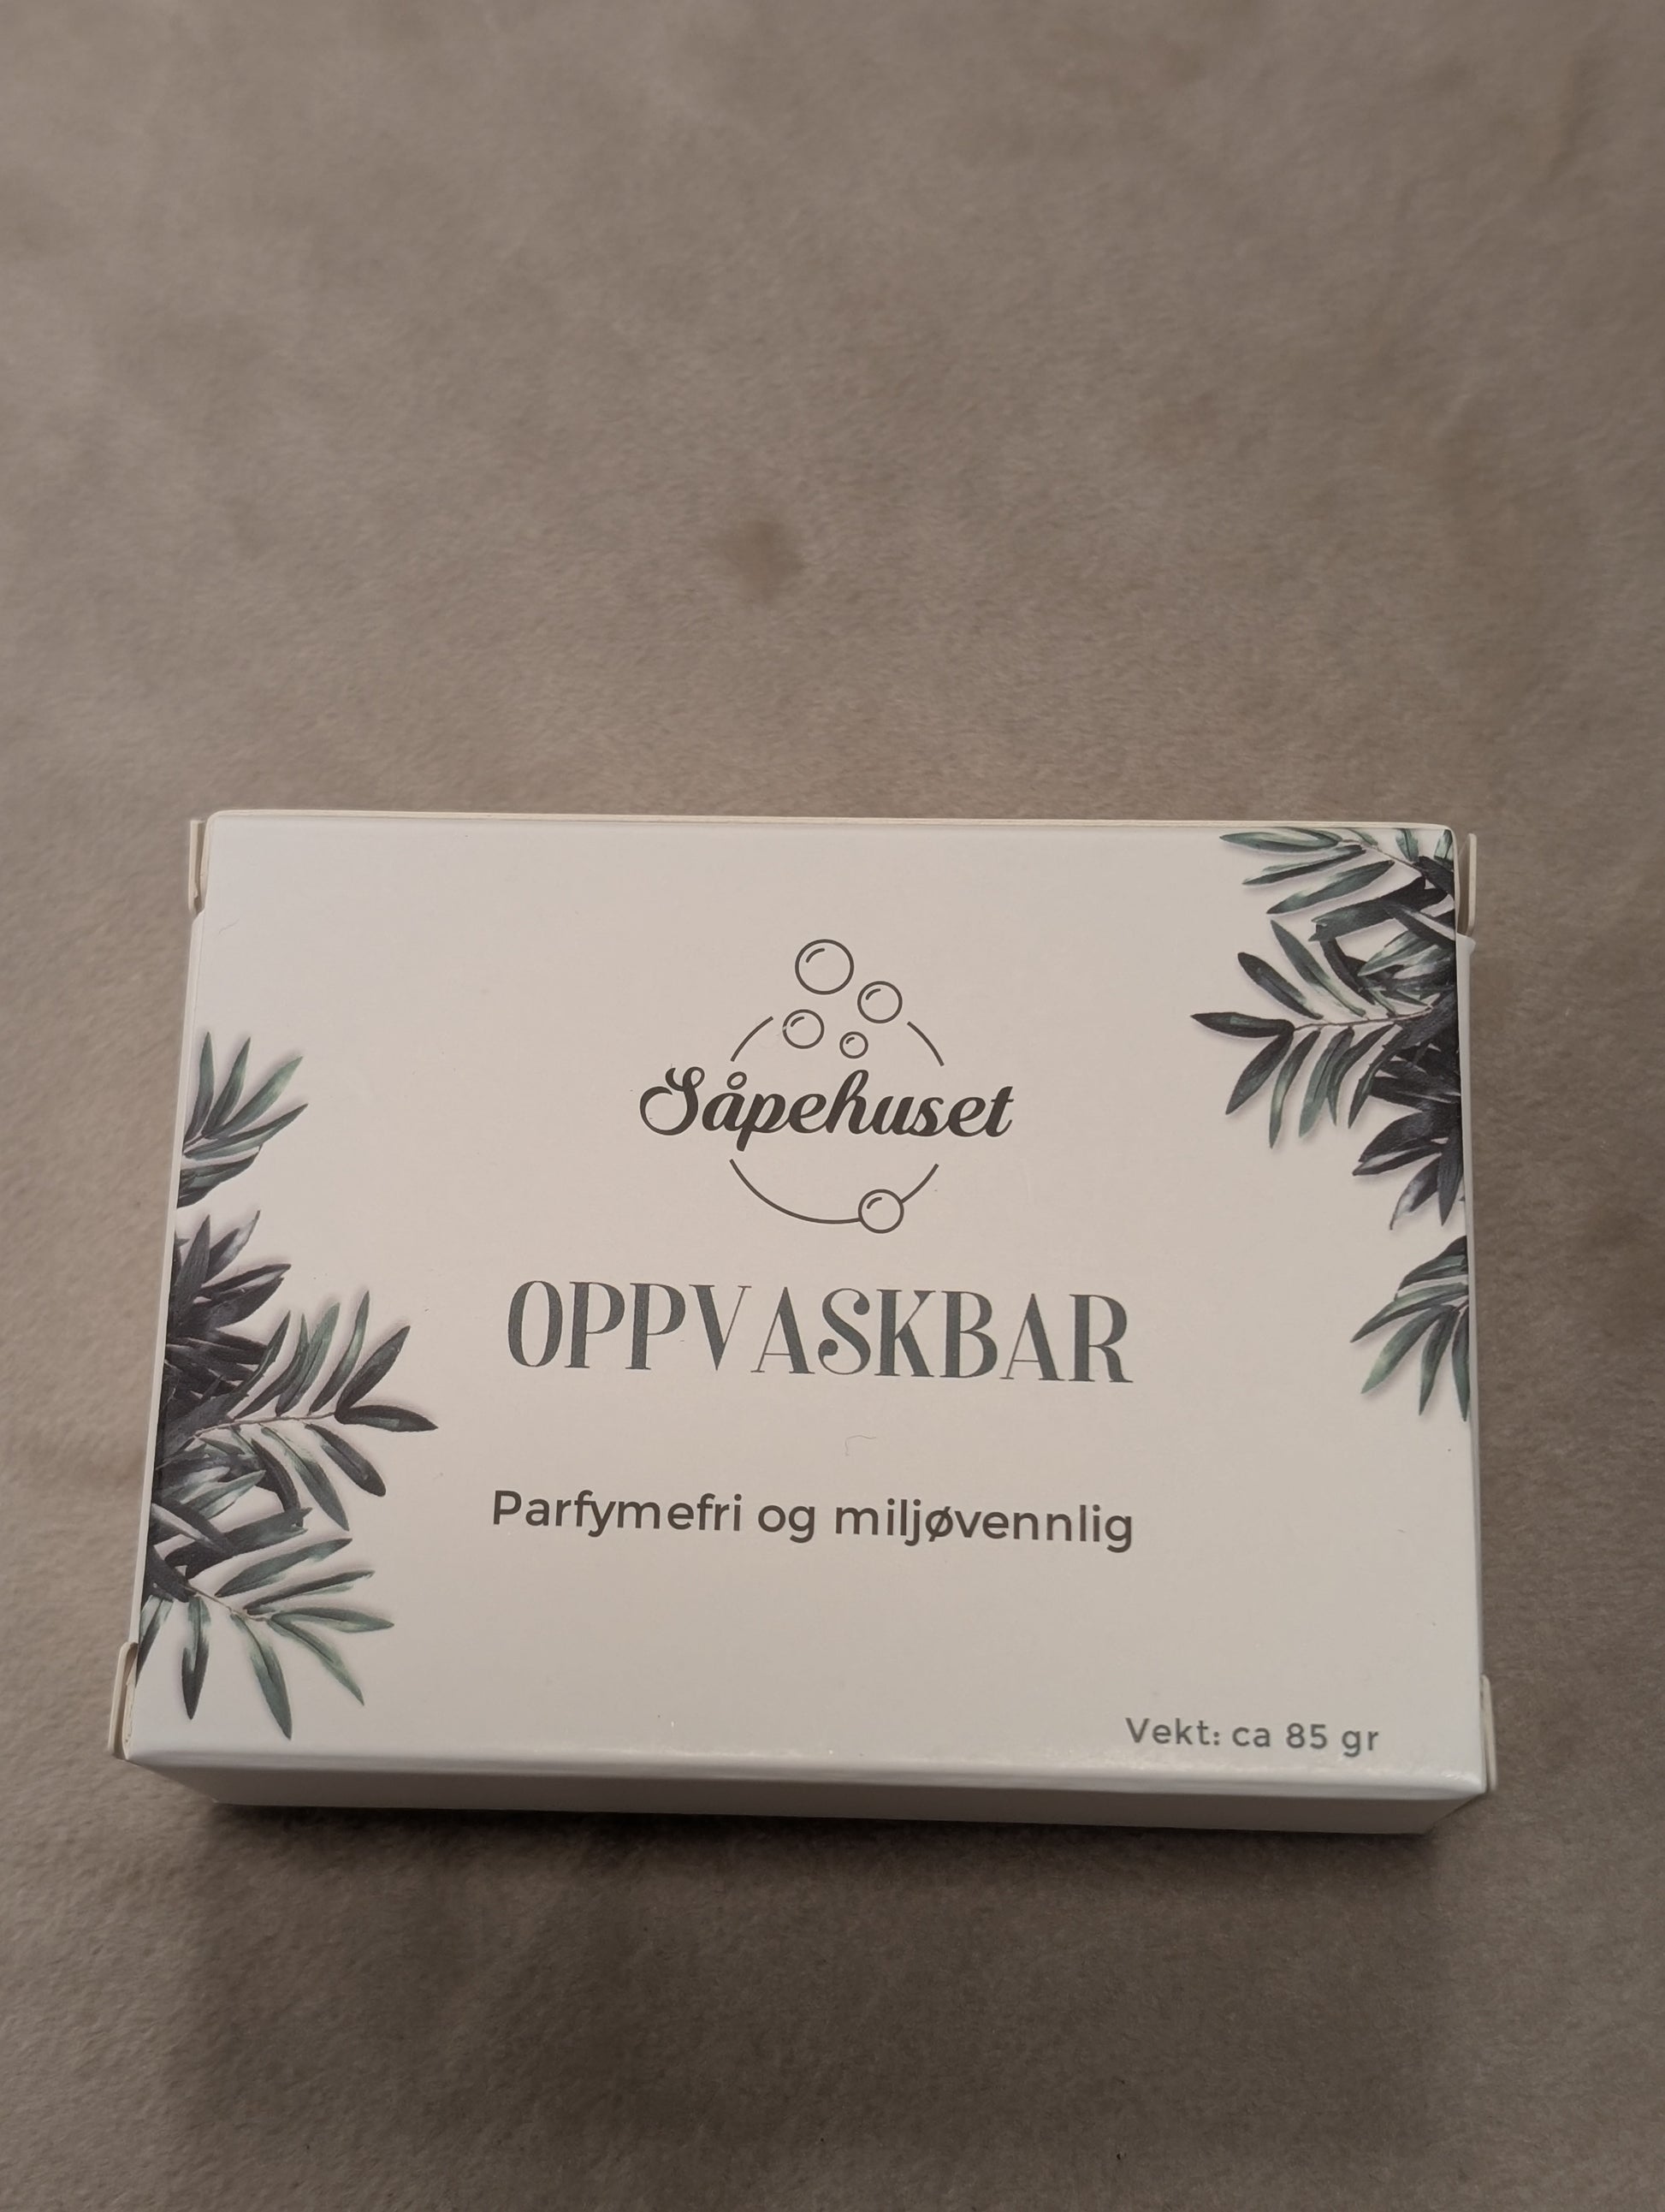 Såpehuset
OPPVASKBAR
Parfymefri og miljøvennlig
Vekt: ca 85 gr